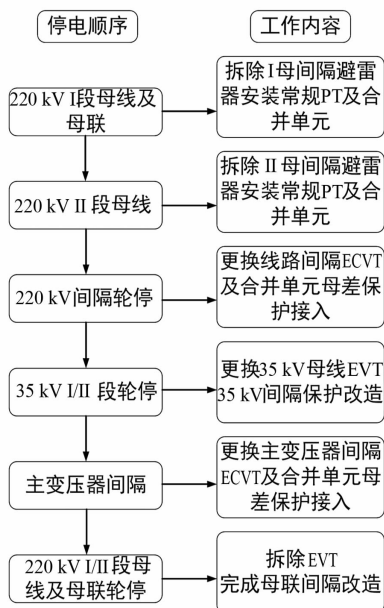 停电顺序
工作内容
220 kV I段母线及
母联
拆除I母间隔避雷
器安装常规PT及合
并单元
220 kV II 段母线
拆除 II 母间隔避雷
器安装常规PT及合
并单元
220 kV间隔轮停
更换线路间隔ECVT
及合并单元母差保
护接入
35 kV I/II 段轮停
更换35 kV母线EVT
35 kV间隔保护改造
主变压器间隔
更换主变压器间隔
ECVT及合并单元母
差保护接入
220 kV I/II段母
线及母联轮停
拆除EVT
完成母联间隔改造